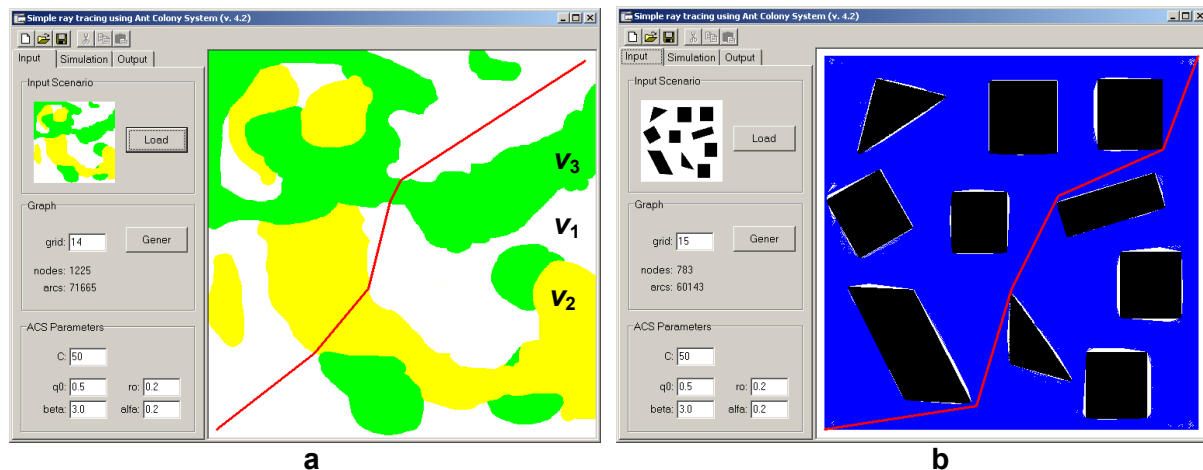 Simple ray tracing using Ant Colony System (v. 4.2)
Input Simulation Output
Input Scenario
Load
Graph
grid: 14
Gener
nodes: 1225
arcs: 71665
ACS Parameters
C: 50
q0: 0.5 ro: 0.2
beta: 3.0 alfa: 0.2
v3
v1
v2
a
Simple ray tracing using Ant Colony System (v. 4.2)
Input Simulation Output
Input Scenario
Load
Graph
grid: 15
Gener
nodes: 783
arcs: 60143
ACS Parameters
C: 50
q0: 0.5 ro: 0.2
beta: 3.0 alfa: 0.2
b